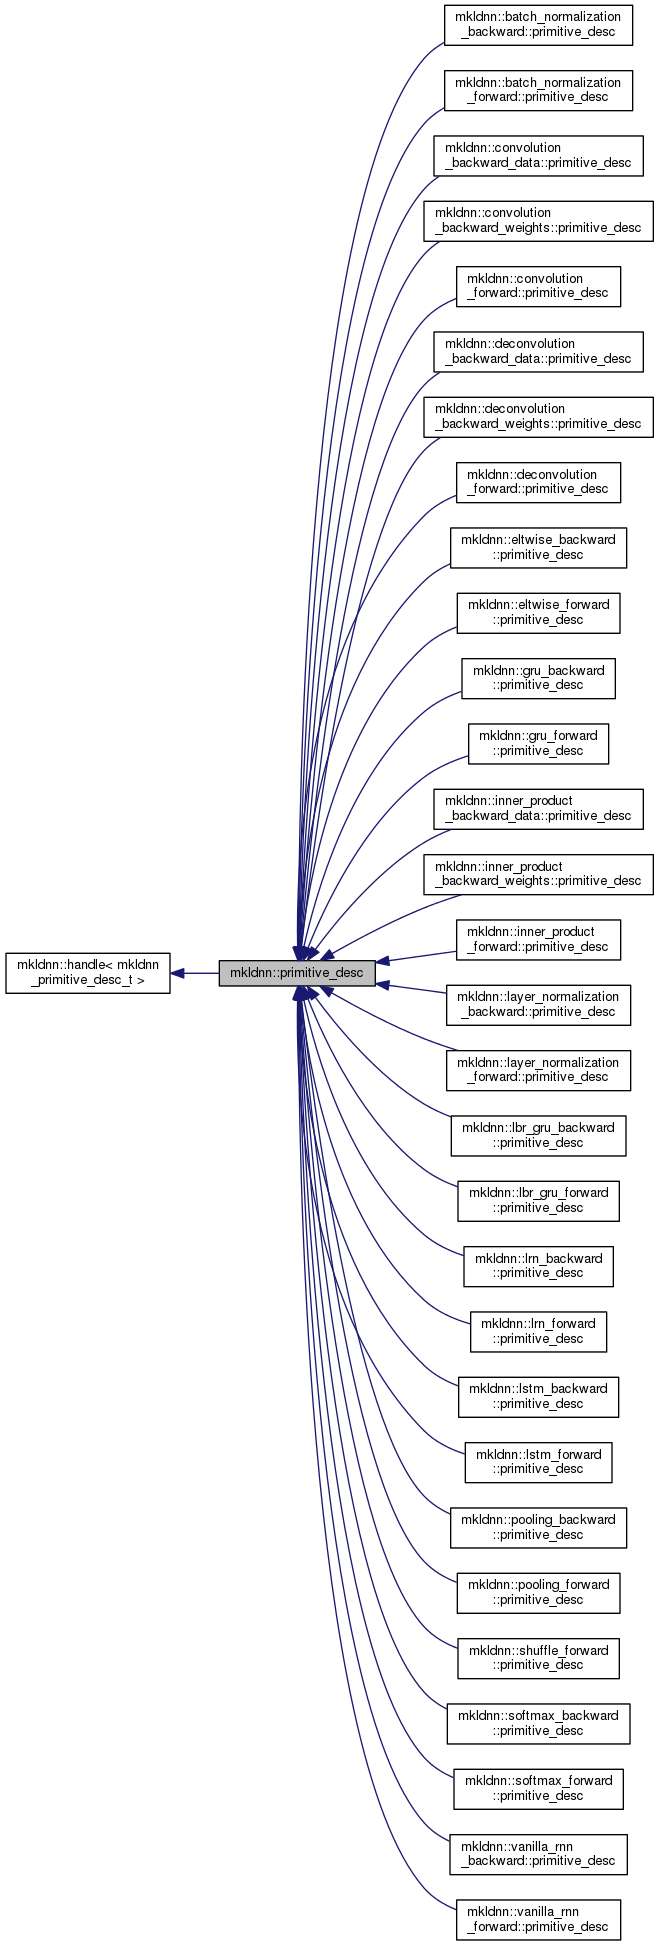 mkldnn::batch_normalization
_backward::primitive_desc
mkldnn::batch_normalization
_forward::primitive_desc
mkldnn::convolution
_backward_data::primitive_desc
mkldnn::convolution
_backward_weights::primitive_desc
mkldnn::convolution
_forward::primitive_desc
mkldnn::deconvolution
_backward_data::primitive_desc
mkldnn::deconvolution
_backward_weights::primitive_desc
mkldnn::deconvolution
_forward::primitive_desc
mkldnn::eltwise_backward
::primitive_desc
mkldnn::eltwise_forward
::primitive_desc
mkldnn::gru_backward
::primitive_desc
mkldnn::gru_forward
::primitive_desc
mkldnn::inner_product
_backward_data::primitive_desc
mkldnn::inner_product
_backward_weights::primitive_desc
mkldnn::inner_product
_forward::primitive_desc
mkldnn::handle< mkldnn
_primitive_desc_t >
mkldnn::primitive_desc
mkldnn::layer_normalization
_backward::primitive_desc
mkldnn::layer_normalization
_forward::primitive_desc
mkldnn::lbr_gru_backward
::primitive_desc
mkldnn::lbr_gru_forward
::primitive_desc
mkldnn::lrn_backward
::primitive_desc
mkldnn::lrn_forward
::primitive_desc
mkldnn::lstm_backward
::primitive_desc
mkldnn::lstm_forward
::primitive_desc
mkldnn::pooling_backward
::primitive_desc
mkldnn::pooling_forward
::primitive_desc
mkldnn::shuffle_forward
::primitive_desc
mkldnn::softmax_backward
::primitive_desc
mkldnn::softmax_forward
::primitive_desc
mkldnn::vanilla_rnn
_backward::primitive_desc
mkldnn::vanilla_rnn
_forward::primitive_desc